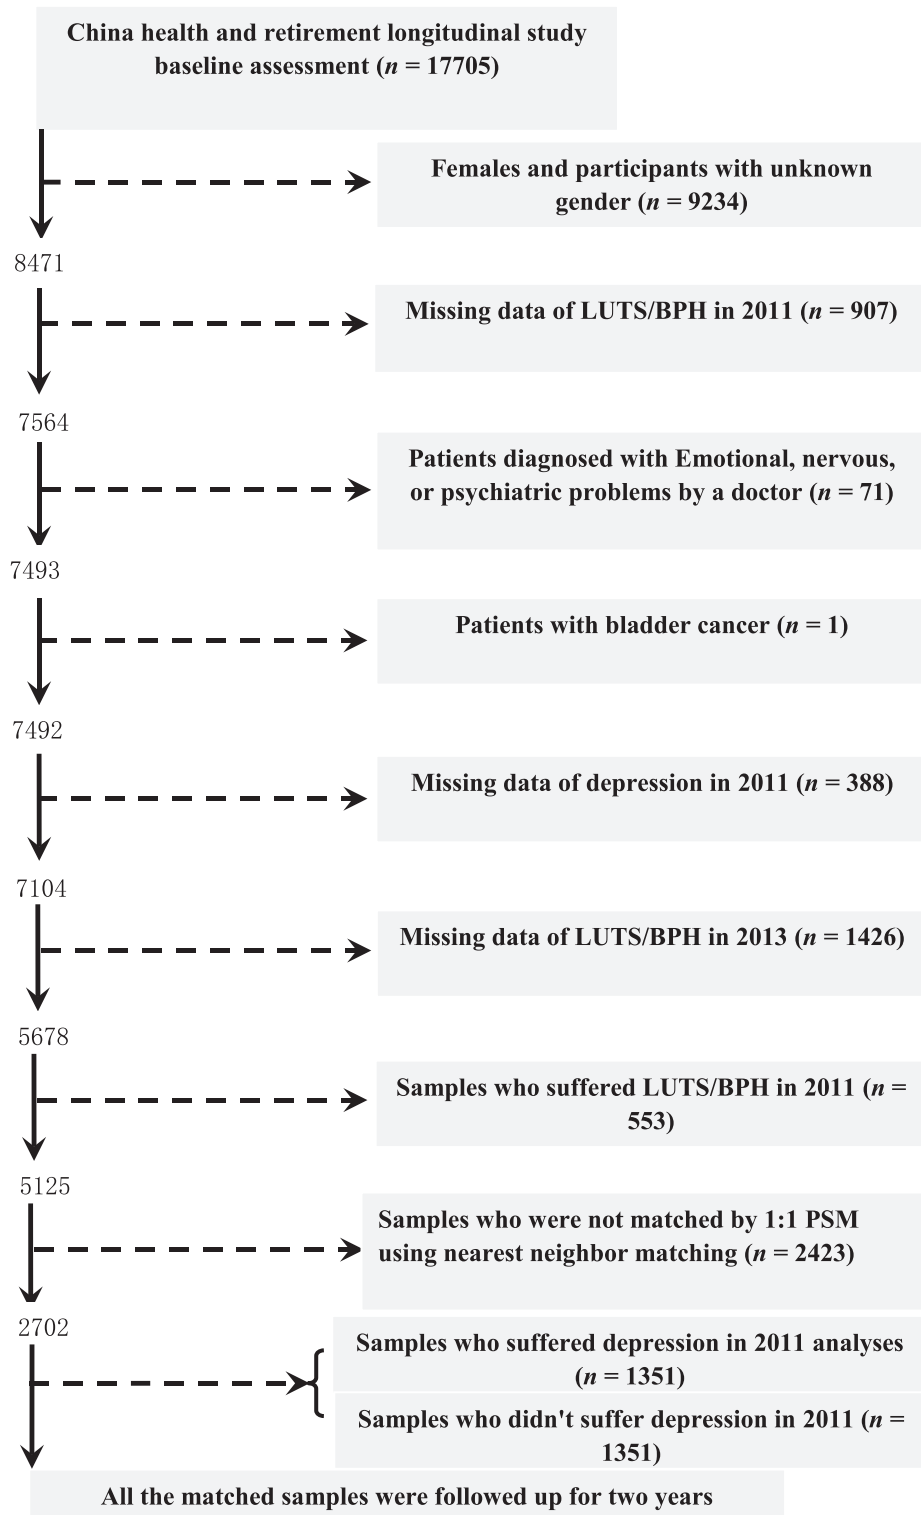 China health and retirement longitudinal study
baseline assessment (n = 17705)
Females and participants with unknown
gender (n = 9234)
8471
Missing data of LUTS/BPH in 2011 (n = 907)
7564
Patients diagnosed with Emotional, nervous,
or psychiatric problems by a doctor (n = 71)
7493
Patients with bladder cancer (n = 1)
7492
Missing data of depression in 2011 (n = 388)
7104
Missing data of LUTS/BPH in 2013 (n = 1426)
5678
Samples who suffered LUTS/BPH in 2011 (n =
553)
5125
Samples who were not matched by 1:1 PSM
using nearest neighbor matching (n = 2423)
2702
Samples who suffered depression in 2011 analyses
(n = 1351)
Samples who didn't suffer depression in 2011 (n =
1351)
All the matched samples were followed up for two years